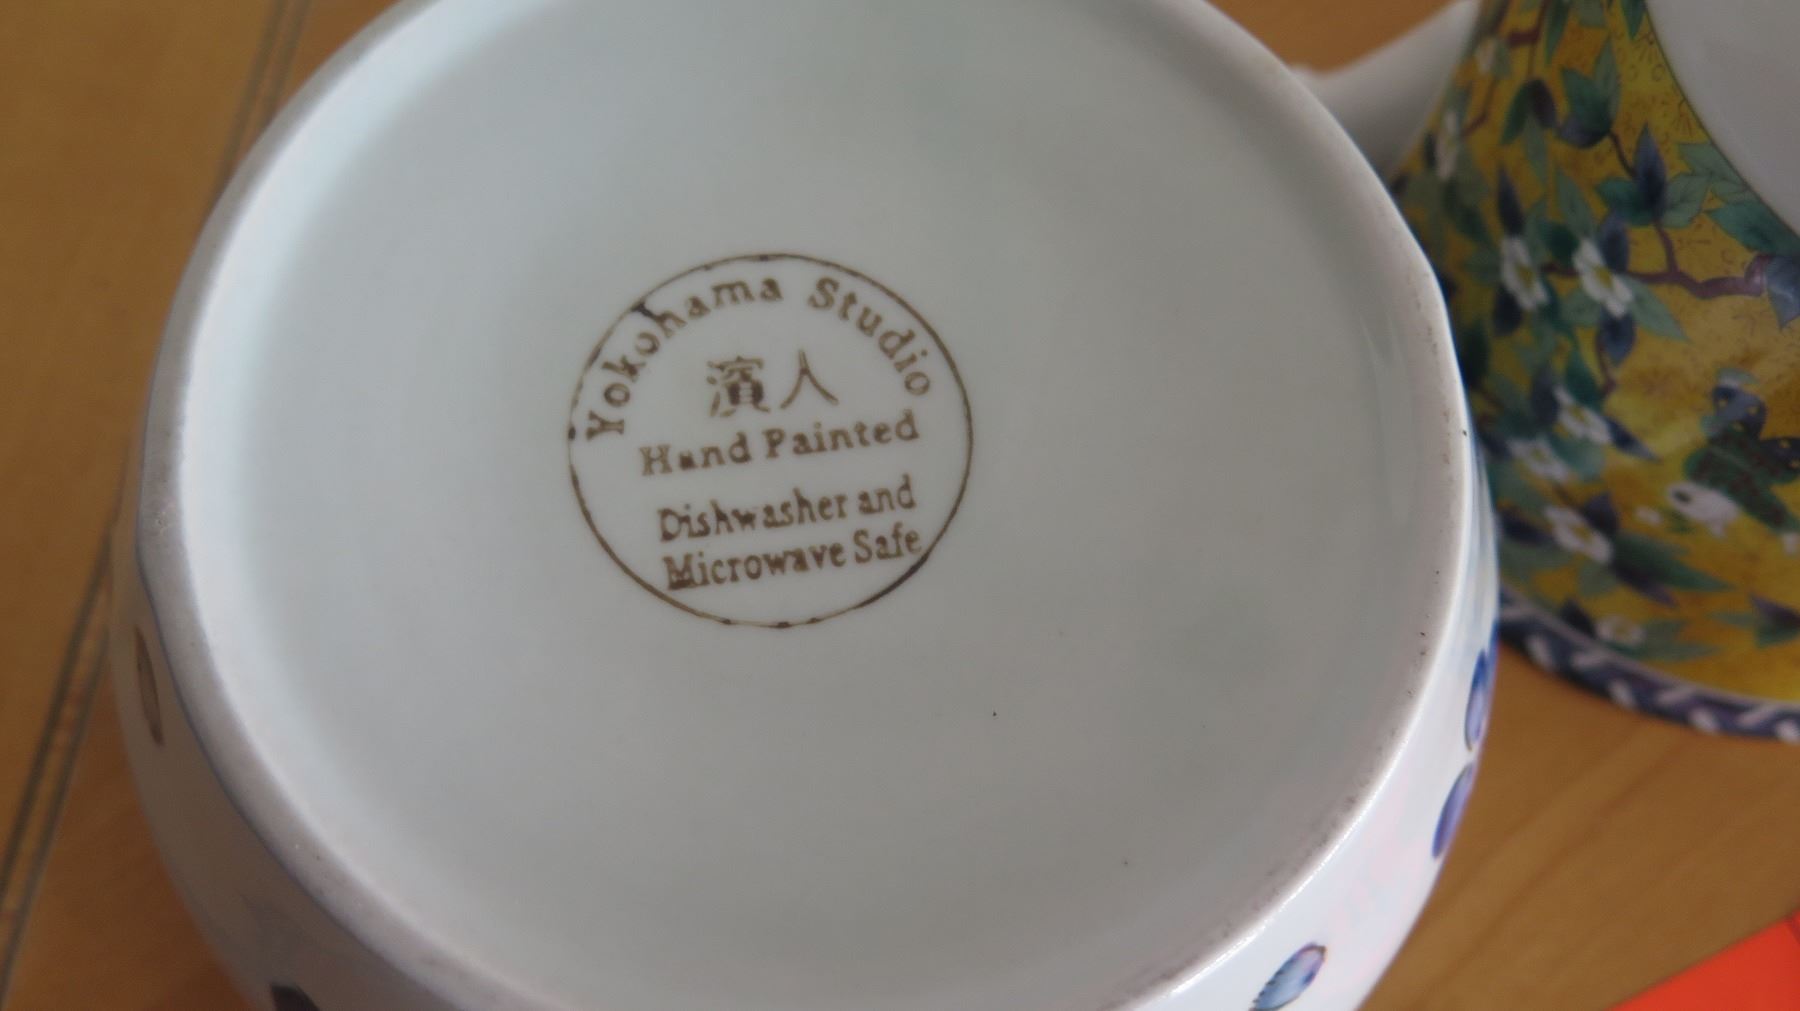 Yokohama Studio
濱人
Hand Painted
Dishwasher and
Microwave Safe